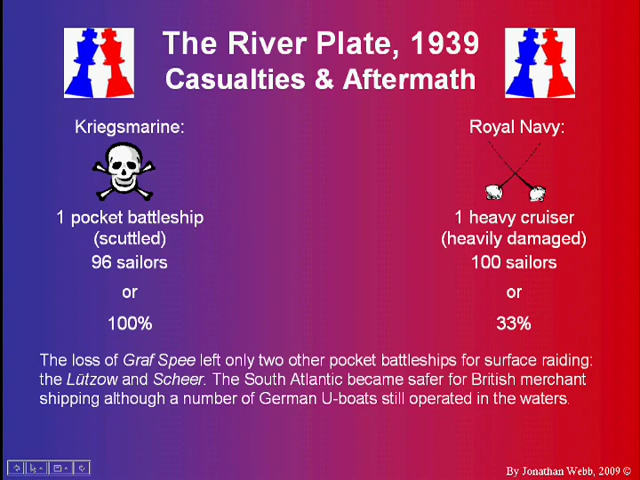 The River Plate, 1939
Casualties & Aftermath
Kriegsmarine:
1 pocket battleship
(scuttled)
96 sailors
or
100%
Royal Navy:
1 heavy cruiser
(heavily damaged)
100 sailors
or
33%
The loss of Graf Spee left only two other pocket battleships for surface raiding:
the Lützow and Scheer. The South Atlantic became safer for British merchant
shipping although a number of German U-boats still operated in the waters.
By Jonathan Webb, 2009 ©